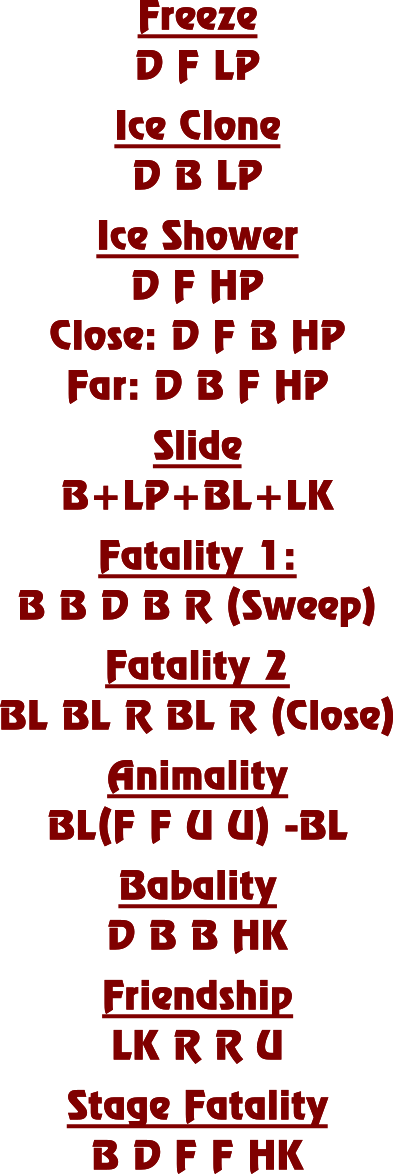 Freeze
D F LP
Ice Clone
D B LP
Ice Shower
D F HP
Close: D F B HP
Far: D B F HP
Slide
B+LP+BL+LK
Fatality 1:
B B D B R (Sweep)
Fatality 2
BL BL R BL R (Close)
Animality
BL(F F U U) -BL
Babality
D B B HK
Friendship
LK R R U
Stage Fatality
B D F F HK